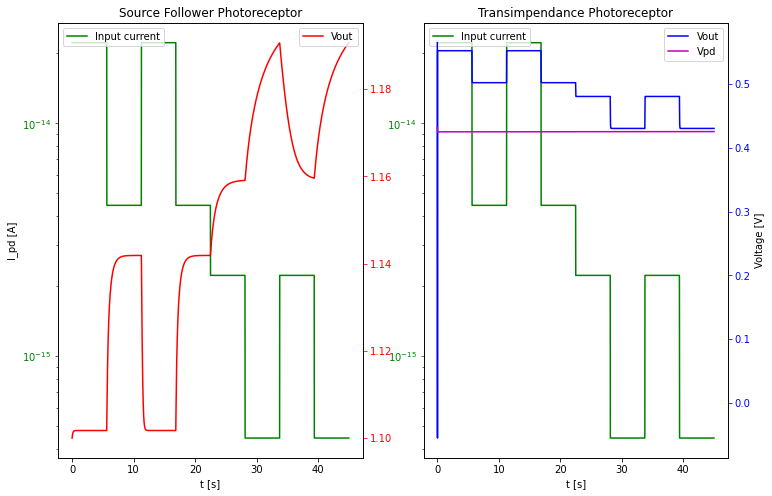 Source Follower Photoreceptor
Input current
Vout
I_pd [A]
10⁻¹⁴
10⁻¹⁵
1.18
1.16
1.14
1.12
1.10
0 10 20 30 40
t [s]
Transimpendance Photoreceptor
Input current
Vout
Vpd
10⁻¹⁴
10⁻¹⁵
0.5
0.4
0.3
0.2
0.1
0.0
Voltage [V]
0 10 20 30 40
t [s]